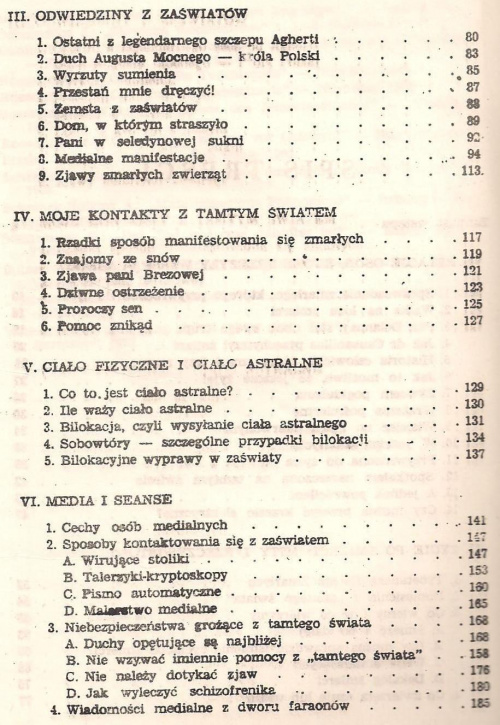 III. ODWIEDZINY Z ZAŚWIATÓW
1. Ostatni z legendarnego szczepu Agherti . . . . . 80
2. Duch Augusta Mocnego — króla Polski . . . . . 83
3. Wyrzuty sumienia . . . . . 85
4. Przestań mnie dręczyć! . . . . . 87
5. Zemsta z zaświatów . . . . . 88
6. Dom, w którym straszyło . . . . . 89
7. Pani w seledynowej sukni . . . . . 92
8. Medialne manifestacje . . . . . 94
9. Zjawy zmarłych zwierząt . . . . . 113
IV. MOJE KONTAKTY Z TAMTYM ŚWIATEM
1. Rzadki sposób manifestowania się zmarłych . . . . . 117
2. Znajomy ze snów . . . . . 119
3. Zjawa pani Brezowej . . . . . 121
4. Dziwne ostrzeżenie . . . . . 123
5. Proroczy sen . . . . . 125
6. Pomoc znikąd . . . . . 127
V. CIAŁO FIZYCZNE I CIAŁO ASTRALNE
1. Co to jest ciało astralne? . . . . . 129
2. Ile waży ciało astralne . . . . . 130
3. Bilokacja, czyli wysyłanie ciała astralnego . . . . . 131
4. Sobowtóry — szczególne przypadki bilokacji . . . . . 134
5. Bilokacyjne wyprawy w zaświaty . . . . . 137
VI. MEDIA I SEANSE
1. Cechy osób medialnych . . . . . 141
2. Sposoby kontaktowania się z zaświatem . . . . . 147
A. Wirujące stoliki . . . . . 147
B. Talerzyki-kryptoskopy . . . . . 153
C. Pismo automatyczne . . . . . 160
D. Malarstwo medialne . . . . . 165
3. Niebezpieczeństwa grożące z tamtego świata . . . . . 168
A. Duchy opętujące są najbliżej . . . . . 168
B. Nie wzywać imiennie pomocy z „tamtego świata" . . . . . 158
C. Nie należy dotykać zjaw . . . . . 176
D. Jak wyleczyć schizofrenika . . . . . 180
4. Wiadomości medialne z dworu faraonów . . . . . 185